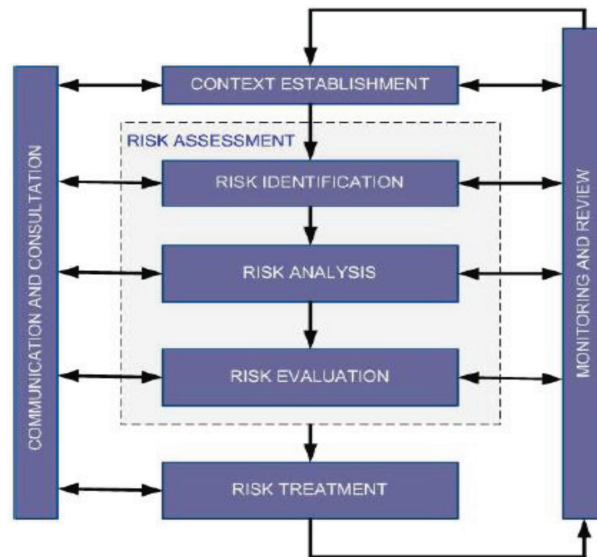 CONTEXT ESTABLISHMENT
RISK ASSESSMENT
RISK IDENTIFICATION
RISK ANALYSIS
RISK EVALUATION
RISK TREATMENT
COMMUNICATION AND CONSULTATION
MONITORING AND REVIEW